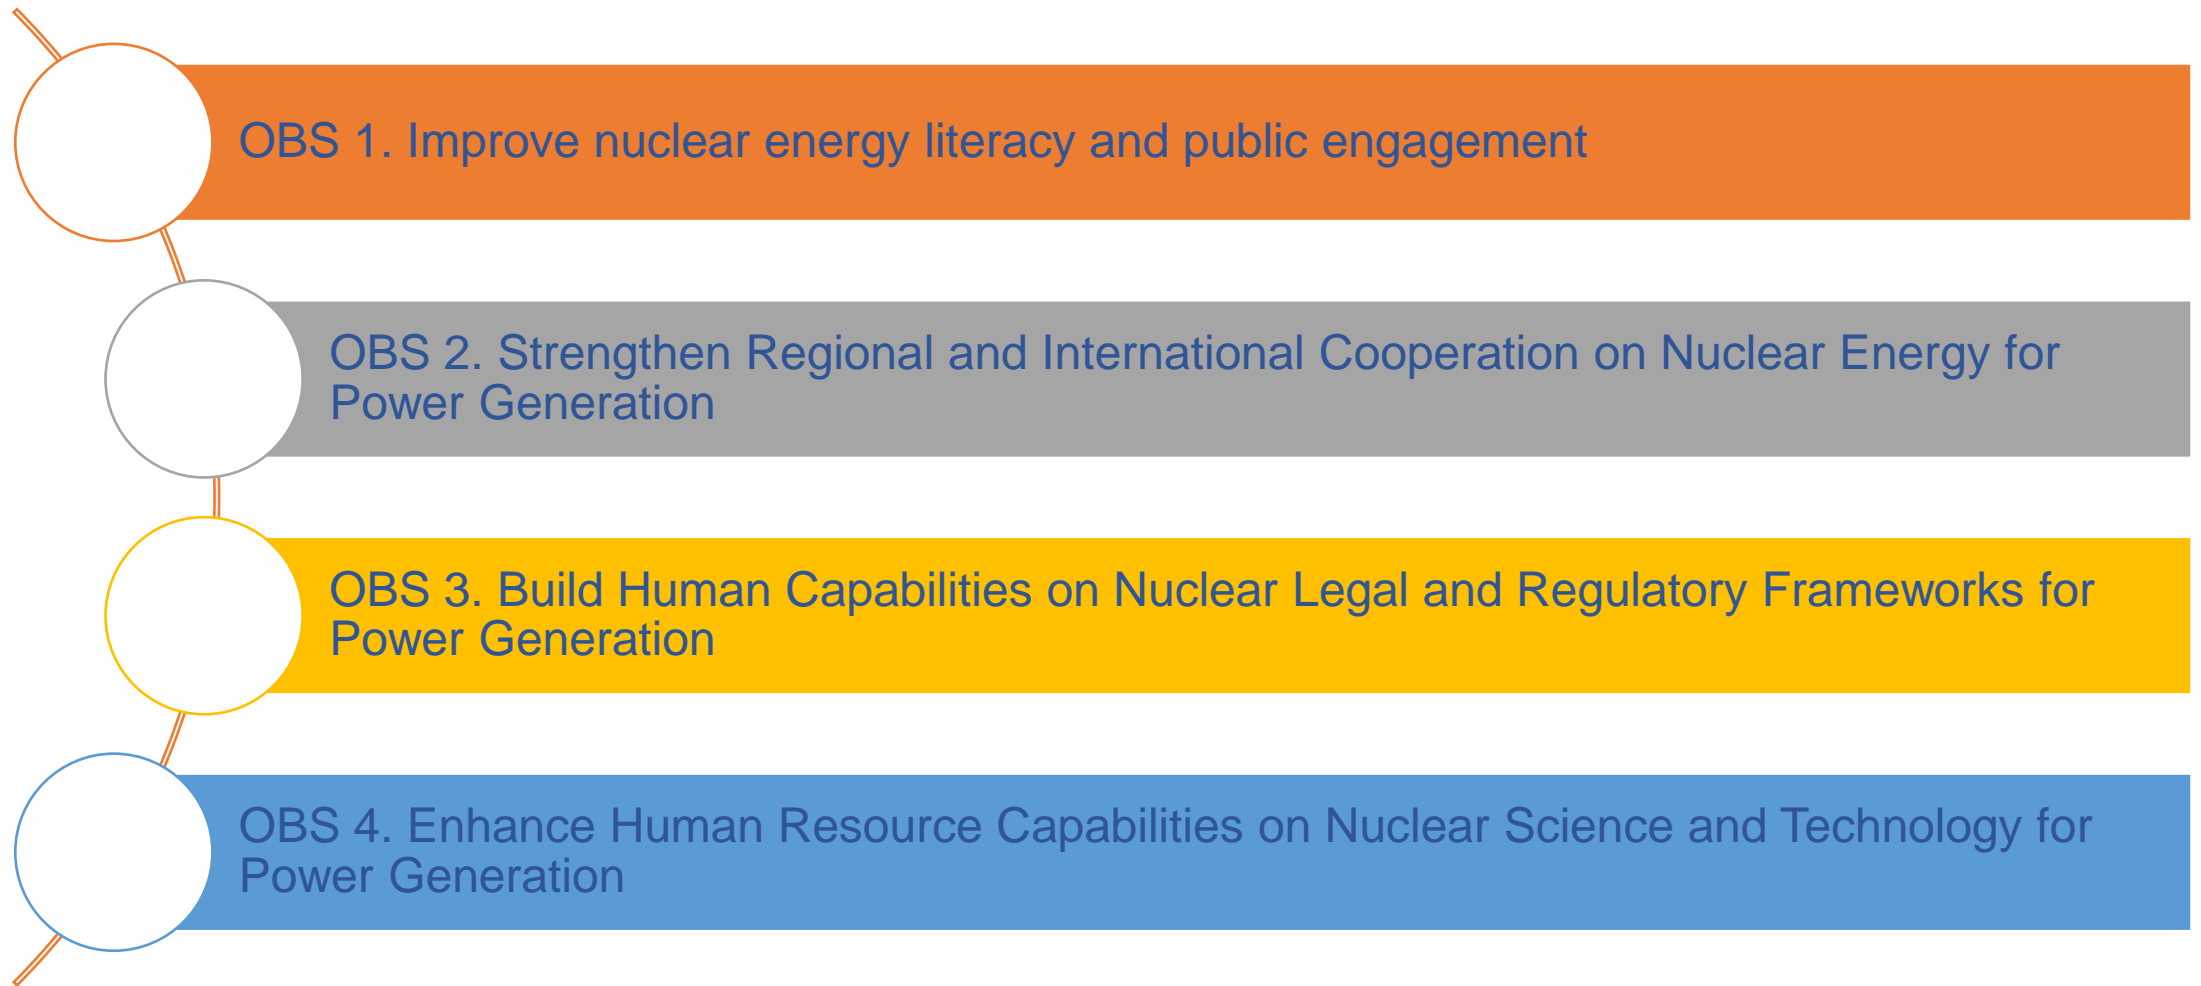 OBS 1. Improve nuclear energy literacy and public engagement
OBS 2. Strengthen Regional and International Cooperation on Nuclear Energy for
Power Generation
OBS 3. Build Human Capabilities on Nuclear Legal and Regulatory Frameworks for
Power Generation
OBS 4. Enhance Human Resource Capabilities on Nuclear Science and Technology for
Power Generation